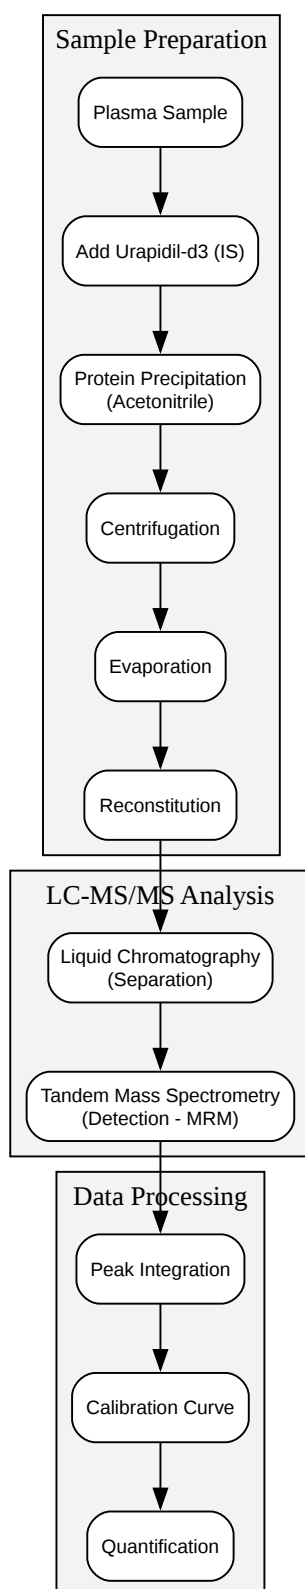 Sample Preparation
Plasma Sample
Add Urapidil-d3 (IS)
Protein Precipitation
(Acetonitrile)
Centrifugation
Evaporation
Reconstitution
LC-MS/MS Analysis
Liquid Chromatography
(Separation)
Tandem Mass Spectrometry
(Detection - MRM)
Data Processing
Peak Integration
Calibration Curve
Quantification